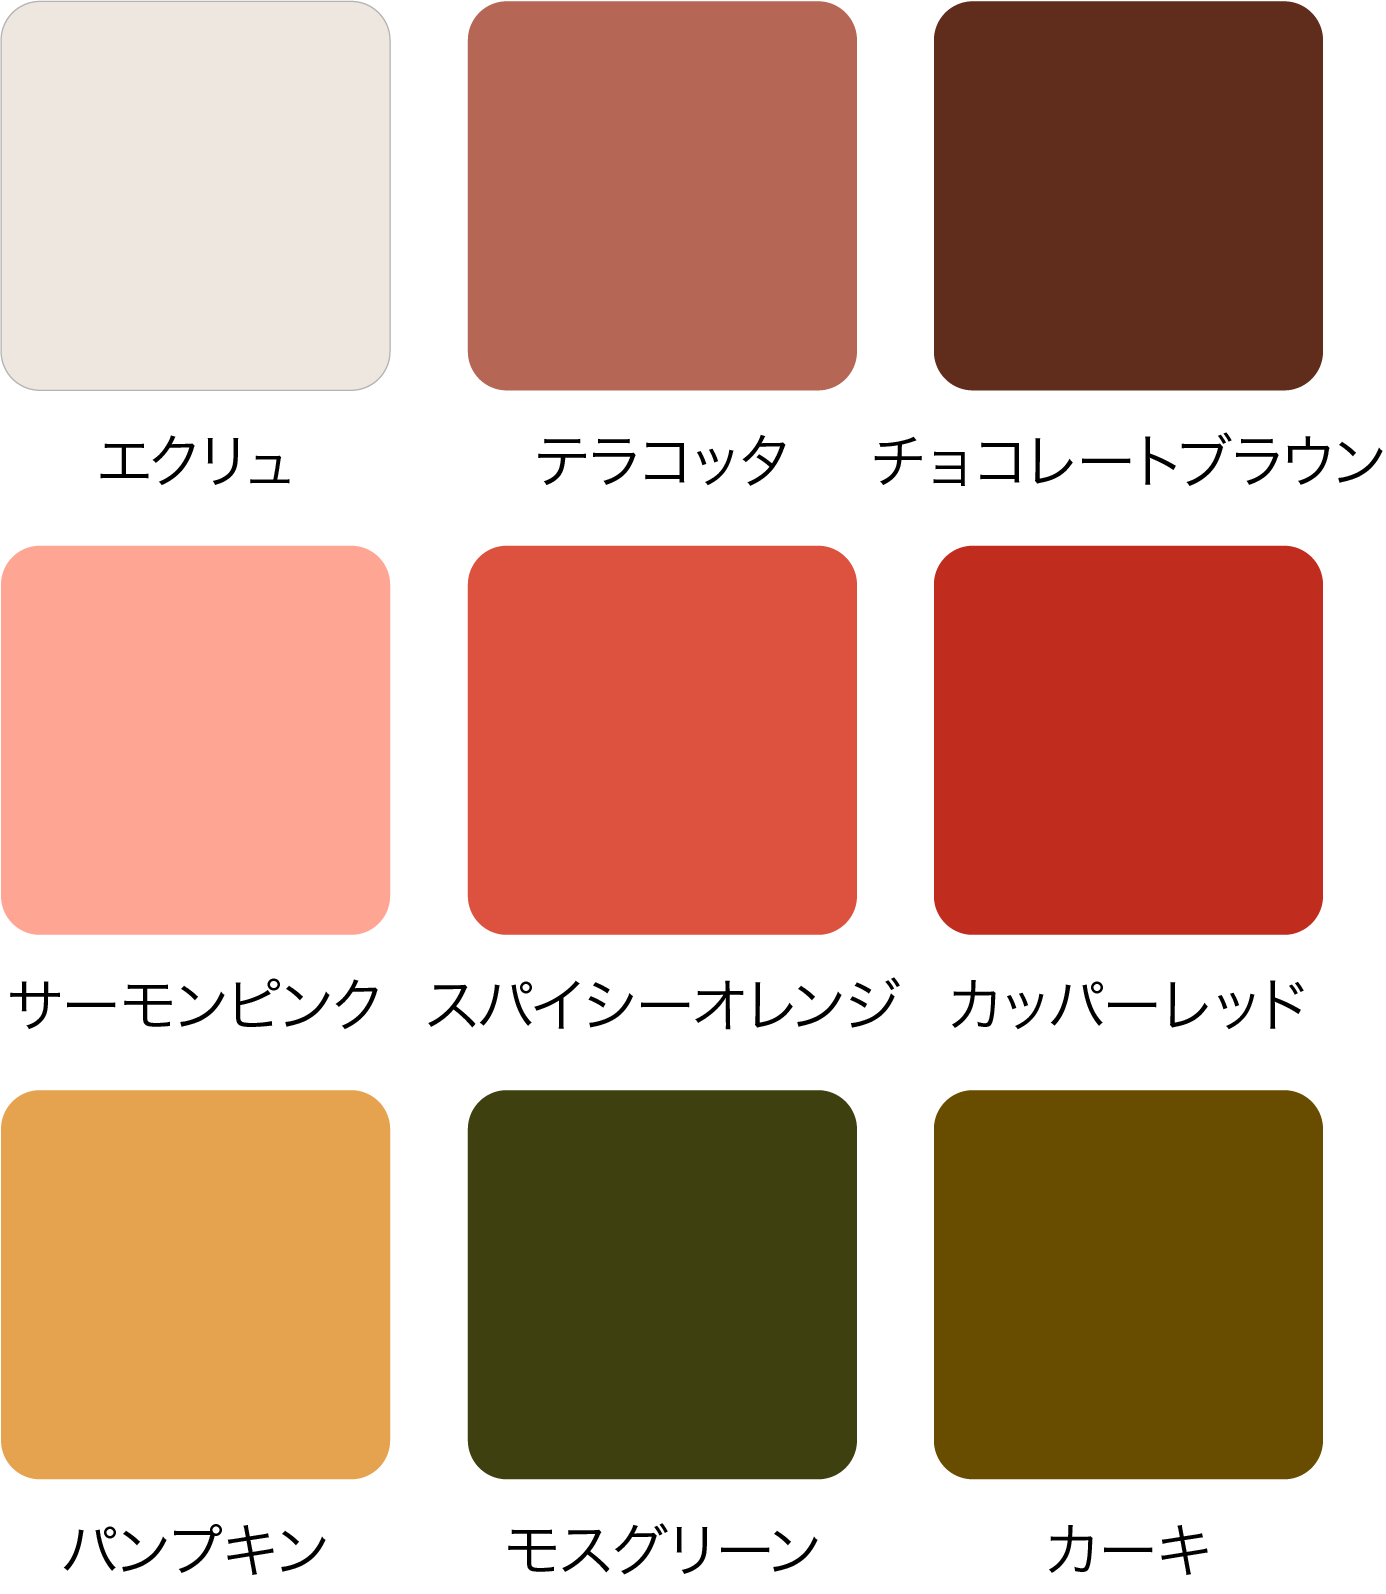 エクリュ
テラコッタ
チョコレートブラウン
サーモンピンク
スパイシーオレンジ
カッパーレッド
パンプキン
モスグリーン
カーキ